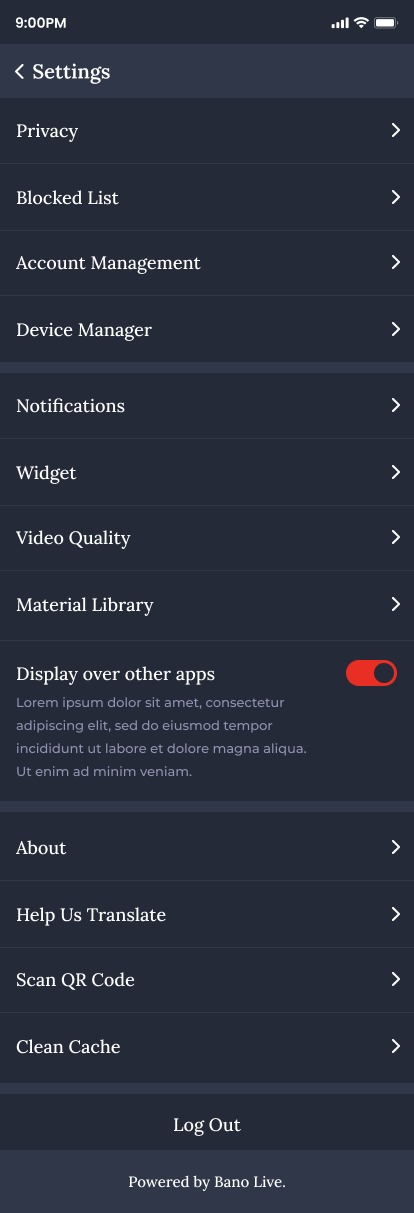 9:00PM
Settings
Privacy
Blocked List
Account Management
Device Manager
Notifications
Widget
Video Quality
Material Library
Display over other apps
Lorem ipsum dolor sit amet, consectetur
adipiscing elit, sed do eiusmod tempor
incididunt ut labore et dolore magna aliqua.
Ut enim ad minim veniam.
About
Help Us Translate
Scan QR Code
Clean Cache
Log Out
Powered by Bano Live.